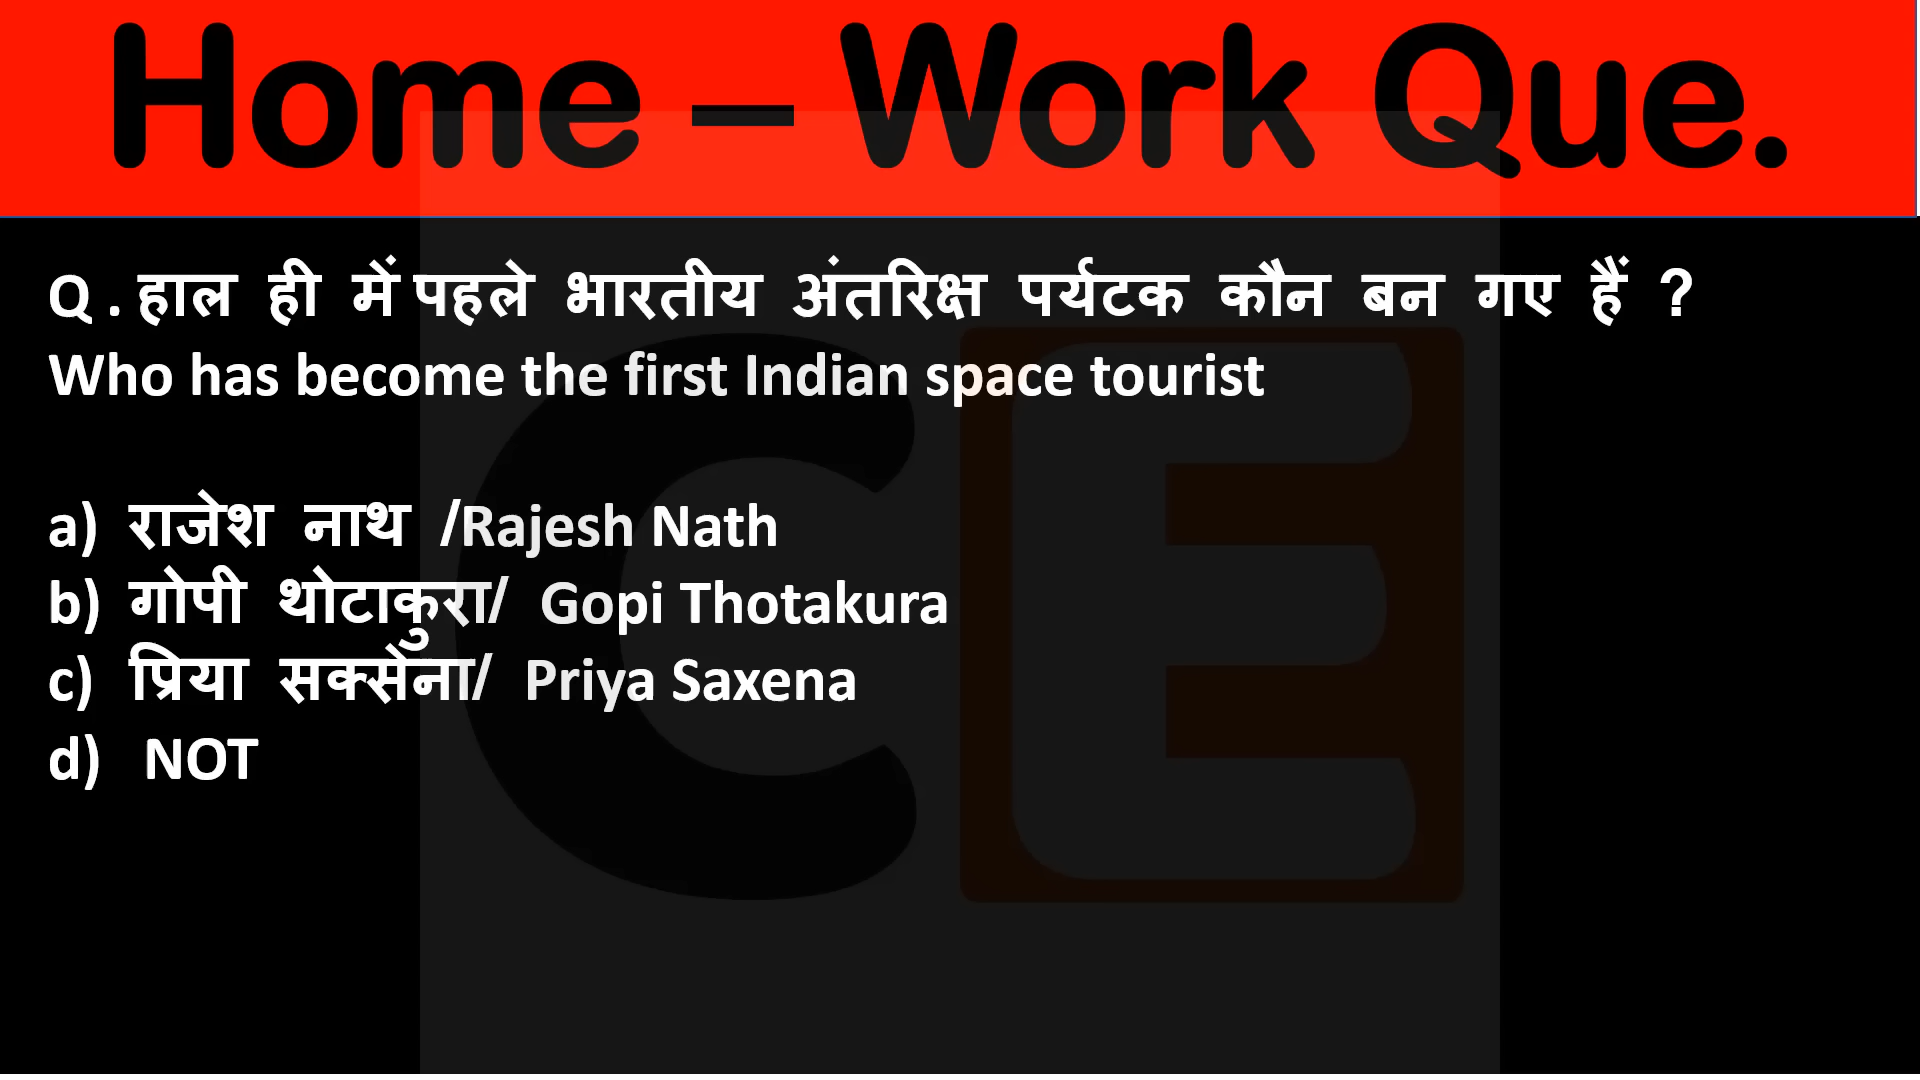 Home – Work Que.
Q . हाल ही में पहले भारतीय अंतरिक्ष पर्यटक कौन बन गए हैं ?
Who has become the first Indian space tourist
a) राजेश नाथ /Rajesh Nath
b) गोपी थोटाकुरा/ Gopi Thotakura
c) प्रिया सक्सेना/ Priya Saxena
d) NOT
CE